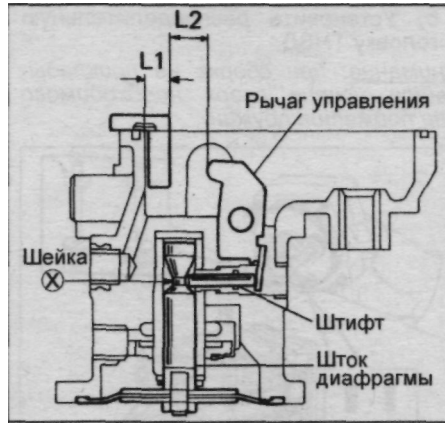 L2
L1
Рычаг управления
Шейка
X
Штифт
Шток
диафрагмы